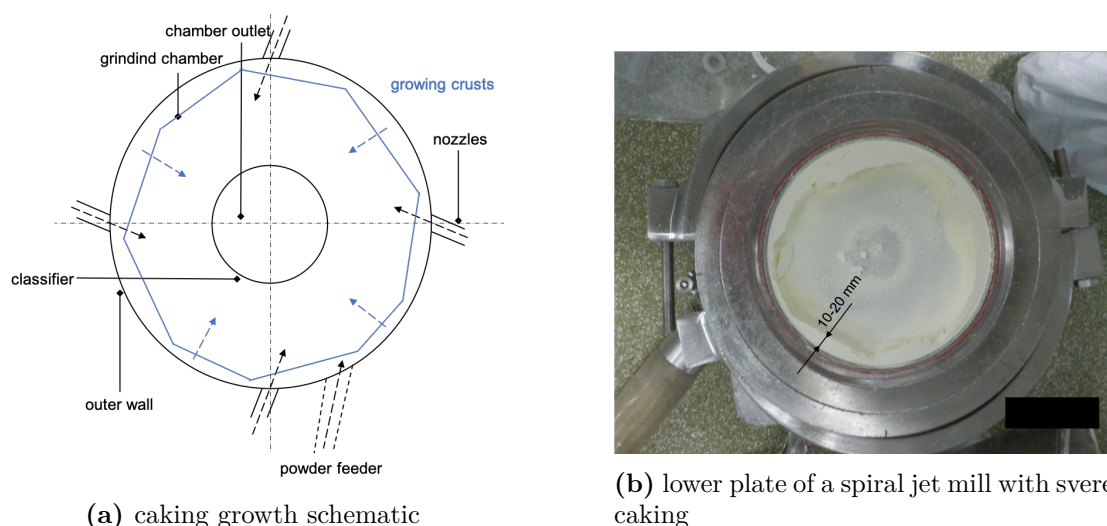 chamber outlet
grindind chamber
growing crusts
nozzles
classifier
outer wall
powder feeder
(a) caking growth schematic
10-20 mm
(b) lower plate of a spiral jet mill with svere
caking